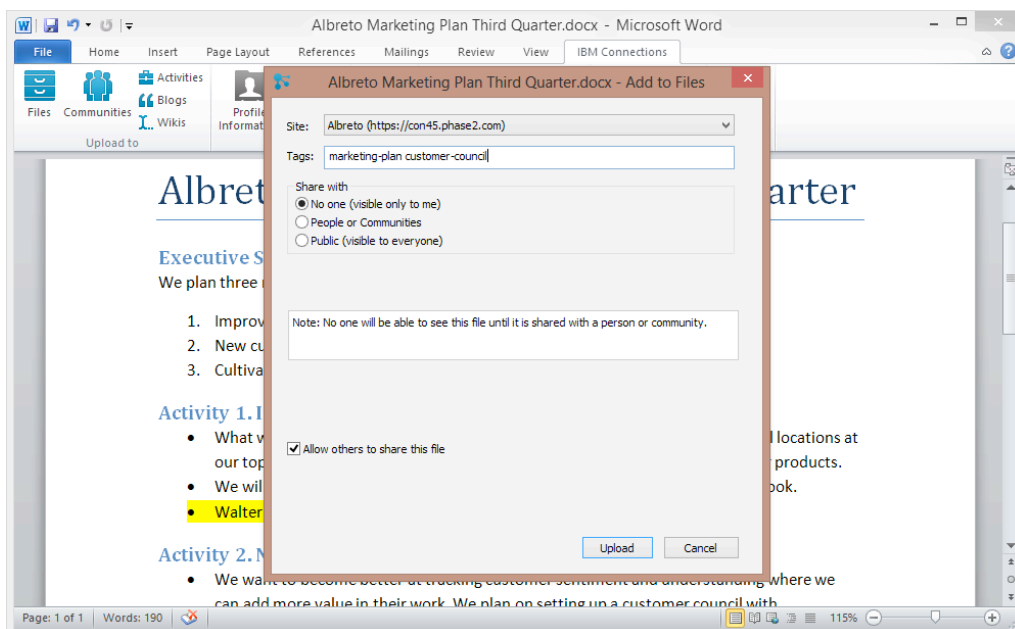 Albreto Marketing Plan Third Quarter.docx - Microsoft Word
File Home Insert Page Layout References Mailings Review View IBM Connections
Files
Communities
Activities
Blogs
Wikis
Profile
Informat
Upload to
Albreto Marketing Plan Third Quarter.docx - Add to Files
Site: Albreto (https://con45.phase2.com)
Tags: marketing-plan customer-council
Share with
No one (visible only to me)
People or Communities
Public (visible to everyone)
Note: No one will be able to see this file until it is shared with a person or community.
Allow others to share this file
Upload Cancel
Albret arter
Executive S
We plan three
1. Improv
2. New cu
3. Cultiva
Activity 1. I
• What w l locations at
our top products.
• We wil ook.
• Walter
Activity 2. N
• We want to become better at tracking customer sentiment and understanding where we
can add more value in their work. We plan on setting up a customer council with
Page: 1 of 1 Words: 190 115%